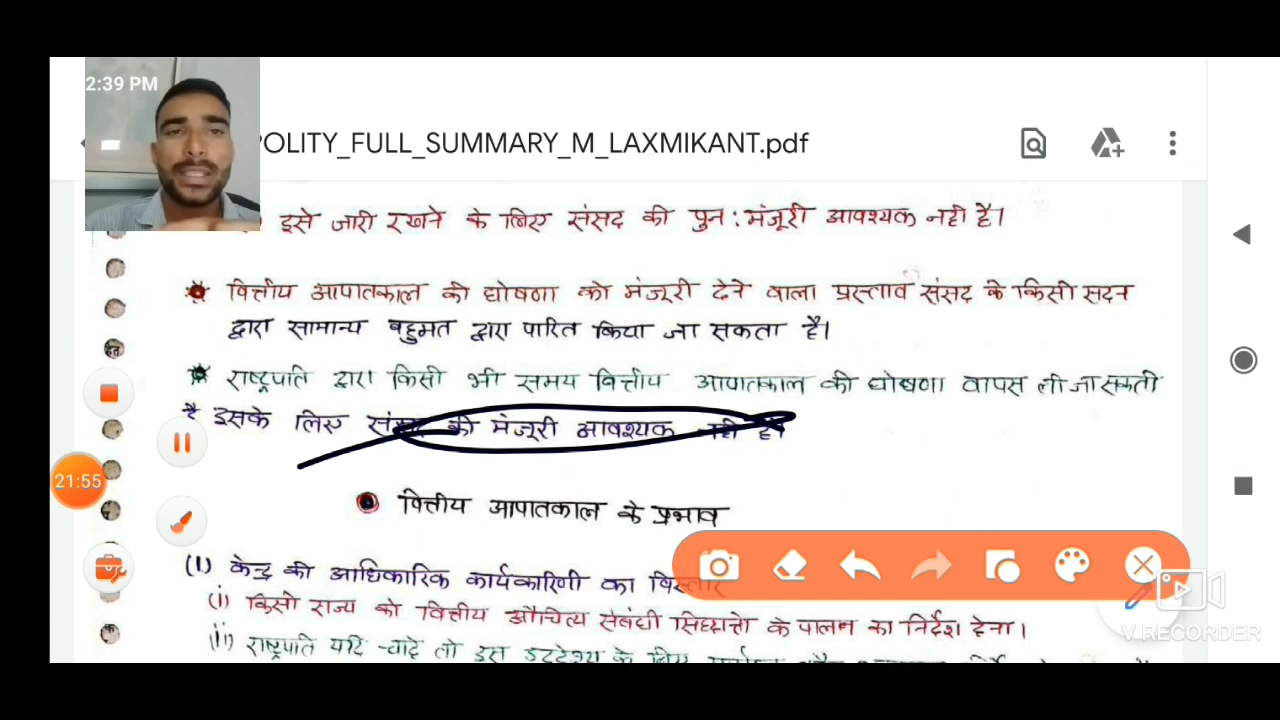 2:39 PM
POLITY_FULL_SUMMARY_M_LAXMIKANT.pdf
इसे जारी रखने के लिए संसद की पुन: मंजूरी आवश्यक नही है।
वित्तीय आपातकाल की घोषणा को मंजूरी देने वाला प्रस्ताव संसद के किसी सदन
द्वारा सामान्य बहुमत द्वारा पारित किया जा सकता है।
राष्ट्रपति द्वारा किसी भी समय वित्तीय आपातकाल की घोषणा वापस ली जा सकती
है इसके लिए संसद की मंजूरी आवश्यक नही है।
21:55
वित्तीय आपातकाल के प्रभाव
(1) केन्द्र की आधिकारिक कार्यकारिणी का विस्तार
(i) किसी राज्य को वित्तीय औचित्य संबंधी सिद्धान्तो के पालन का निर्देश देना।
(ii) राष्ट्रपति यदि चाहे तो इस उद्देश्य के लिए
V RECORDER